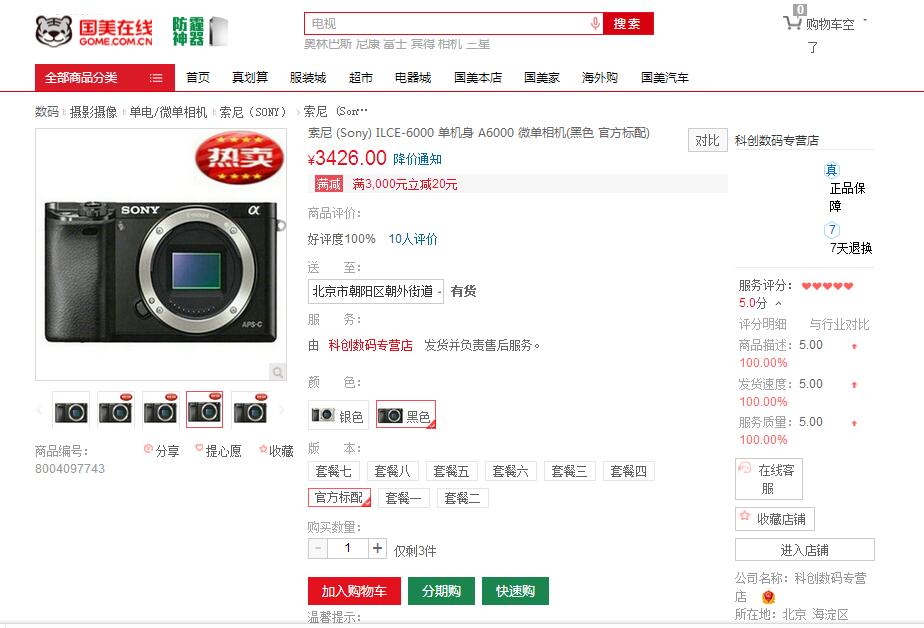 国美在线
GOME.COM.CN
防霾
神器
电视
搜索
0
购物车空
了
奥林巴斯 尼康 富士 宾得 相机 三星
全部商品分类
首页 真划算 服装城 超市 电器城 国美本店 国美家 海外购 国美汽车
数码 摄影摄像 单电/微单相机 索尼（SONY） 索尼 (Son…
索尼 (Sony) ILCE-6000 单机身 A6000 微单相机(黑色 官方标配)
对比
¥3426.00 降价通知
满减 满3,000元立减20元
商品评价：
好评度100% 10人评价
送 至：
北京市朝阳区朝外街道 有货
服 务：
由 科创数码专营店 发货并负责售后服务。
颜 色：
银色 黑色
版 本：
套餐七 套餐八 套餐五 套餐六 套餐三 套餐四
官方标配 套餐一 套餐二
购买数量：
- 1 + 仅剩3件
加入购物车 分期购 快速购
温馨提示：
热卖
SONY
α
E-mount
APS-C
商品编号：
8004097743
分享 提心愿 收藏
科创数码专营店
真
正品保
障
7
7天退换
服务评分：
5.0分
评分明细 与行业对比
商品描述：5.00
100.00%
发货速度：5.00
100.00%
服务质量：5.00
100.00%
在线客
服
收藏店铺
进入店铺
公司名称：科创数码专营
店
所在地：北京 海淀区